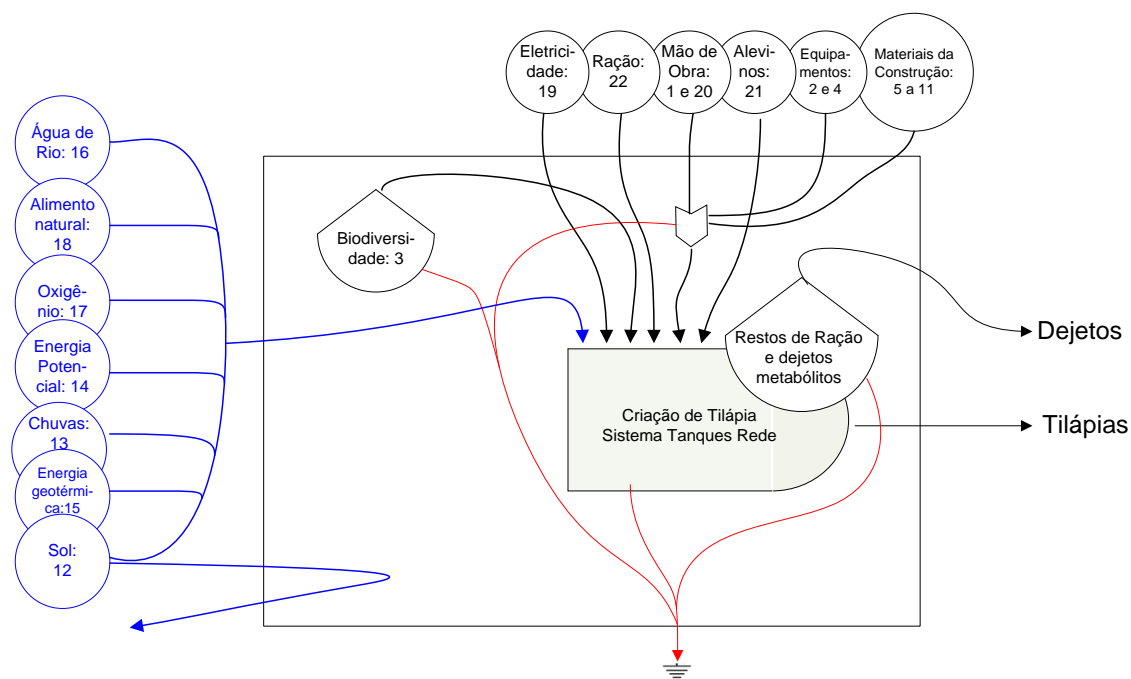 Eletrici-
dade:
19
Ração:
22
Mão de
Obra:
1 e 20
Alevi-
nos:
21
Equipa-
mentos:
2 e 4
Materiais da
Construção:
5 a 11
Água de
Rio: 16
Alimento
natural:
18
Oxigê-
nio: 17
Energia
Poten-
cial: 14
Chuvas:
13
Energia
geotérmi-
ca:15
Sol:
12
Biodiversi-
dade: 3
Restos de Ração
e dejetos
metabólitos
Criação de Tilápia
Sistema Tanques Rede
Dejetos
Tilápias